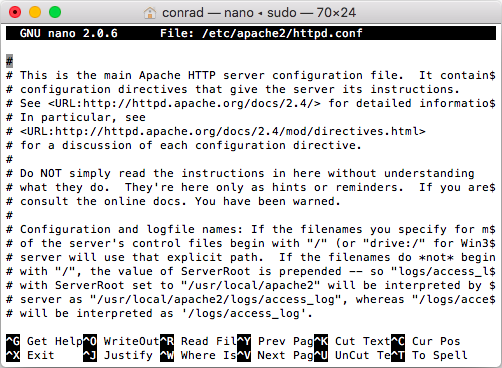 conrad — nano ◂ sudo — 70×24
GNU nano 2.0.6 File: /etc/apache2/httpd.conf
#
# This is the main Apache HTTP server configuration file.  It contain$
# configuration directives that give the server its instructions.
# See <URL:http://httpd.apache.org/docs/2.4/> for detailed informatio$
# In particular, see
# <URL:http://httpd.apache.org/docs/2.4/mod/directives.html>
# for a discussion of each configuration directive.
#
# Do NOT simply read the instructions in here without understanding
# what they do.  They're here only as hints or reminders.  If you are$
# consult the online docs. You have been warned.
#
# Configuration and logfile names: If the filenames you specify for m$
# of the server's control files begin with "/" (or "drive:/" for Win3$
# server will use that explicit path.  If the filenames do *not* begin
# with "/", the value of ServerRoot is prepended -- so "logs/access_l$
# with ServerRoot set to "/usr/local/apache2" will be interpreted by $
# server as "/usr/local/apache2/logs/access_log", whereas "/logs/acce$
# will be interpreted as '/logs/access_log'.
^G Get Help^O WriteOut^R Read Fil^Y Prev Pag^K Cut Text^C Cur Pos
^X Exit ^J Justify ^W Where Is^V Next Pag^U UnCut Te^T To Spell